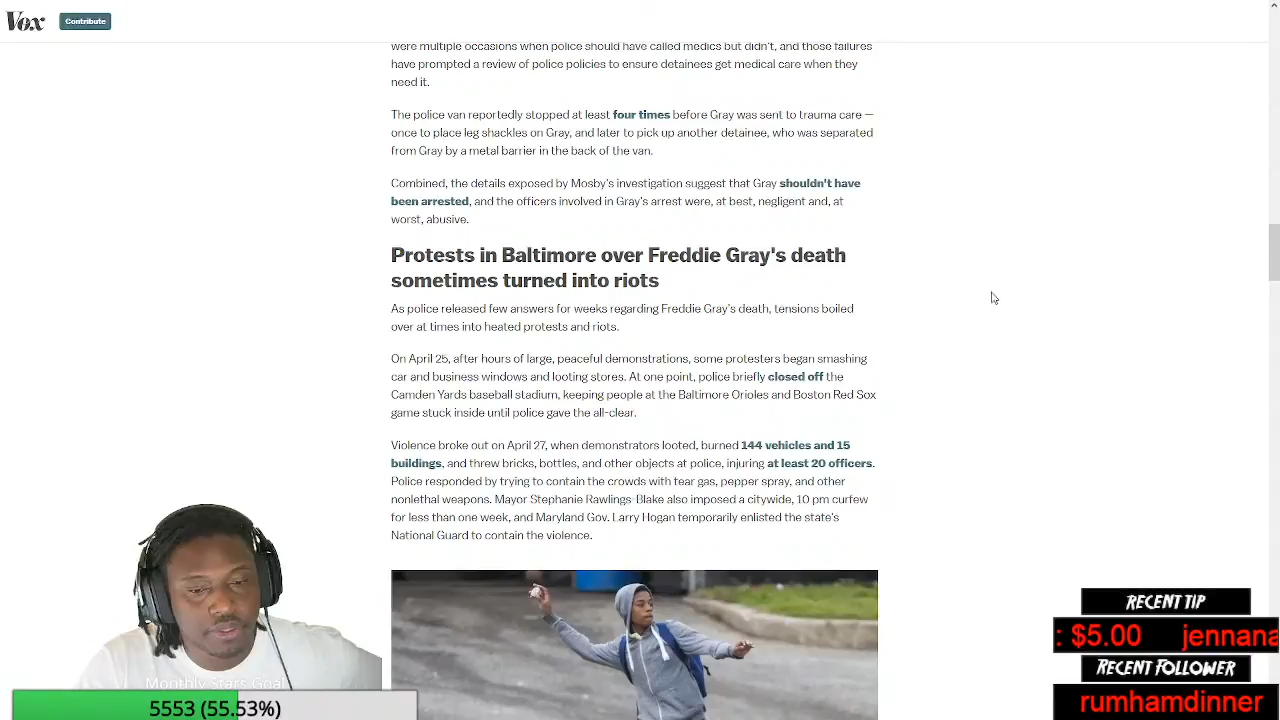 Vox
Contribute
were multiple occasions when police should have called medics but didn't, and those failures
have prompted a review of police policies to ensure detainees get medical care when they
need it.
The police van reportedly stopped at least four times before Gray was sent to trauma care —
once to place leg shackles on Gray, and later to pick up another detainee, who was separated
from Gray by a metal barrier in the back of the van.
Combined, the details exposed by Mosby's investigation suggest that Gray shouldn't have
been arrested, and the officers involved in Gray's arrest were, at best, negligent and, at
worst, abusive.
Protests in Baltimore over Freddie Gray's death
sometimes turned into riots
As police released few answers for weeks regarding Freddie Gray's death, tensions boiled
over at times into heated protests and riots.
On April 25, after hours of large, peaceful demonstrations, some protesters began smashing
car and business windows and looting stores. At one point, police briefly closed off the
Camden Yards baseball stadium, keeping people at the Baltimore Orioles and Boston Red Sox
game stuck inside until police gave the all-clear.
Violence broke out on April 27, when demonstrators looted, burned 144 vehicles and 15
buildings, and threw bricks, bottles, and other objects at police, injuring at least 20 officers.
Police responded by trying to contain the crowds with tear gas, pepper spray, and other
nonlethal weapons. Mayor Stephanie Rawlings-Blake also imposed a citywide, 10 pm curfew
for less than one week, and Maryland Gov. Larry Hogan temporarily enlisted the state's
National Guard to contain the violence.
Monthly Stars Goal
5553 (55.53%)
RECENT TIP
: $5.00 jennana
RECENT FOLLOWER
rumhamdinner